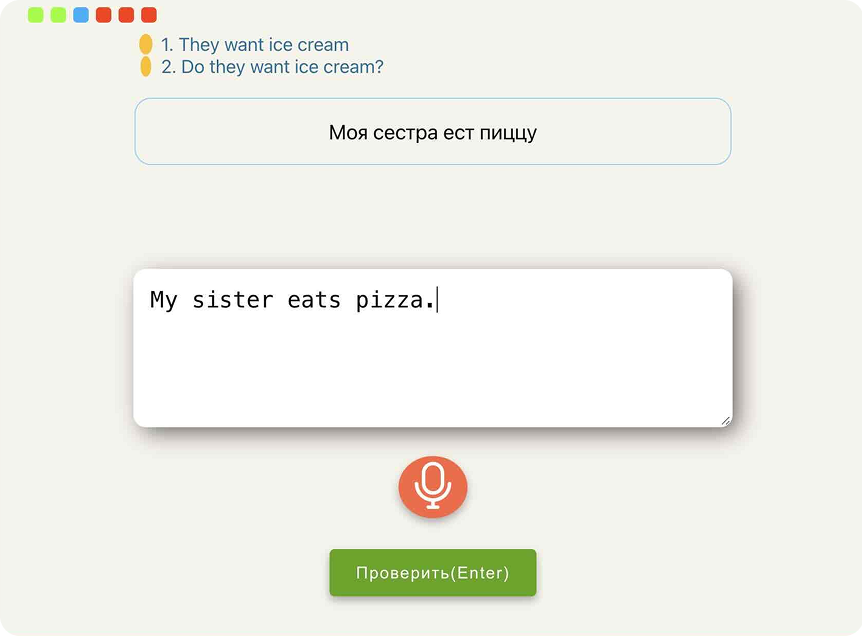 1. They want ice cream
2. Do they want ice cream?
Моя сестра ест пиццу
My sister eats pizza.
Проверить(Enter)